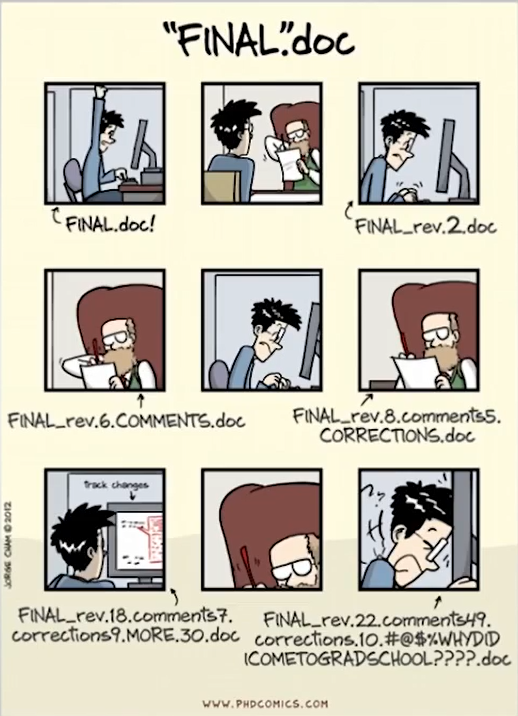 "FINAL".doc
FINAL.doc!
FINAL_rev.2.doc
FINAL_rev.6.COMMENTS.doc
FINAL_rev.8.comments5.
CORRECTIONS.doc
track changes
FINAL_rev.18.comments7.
corrections9.MORE.30.doc
FINAL_rev.22.comments49.
corrections.10.#@$%WHYDID
ICOMETOGRADSCHOOL????.doc
JORGE CHAM © 2012
WWW.PHDCOMICS.COM